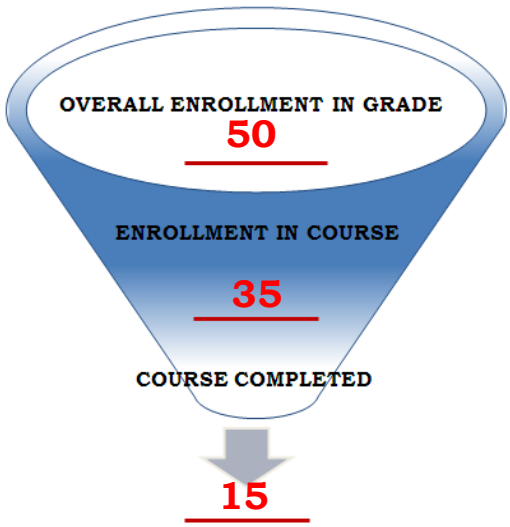 OVERALL ENROLLMENT IN GRADE
50
ENROLLMENT IN COURSE
35
COURSE COMPLETED
15